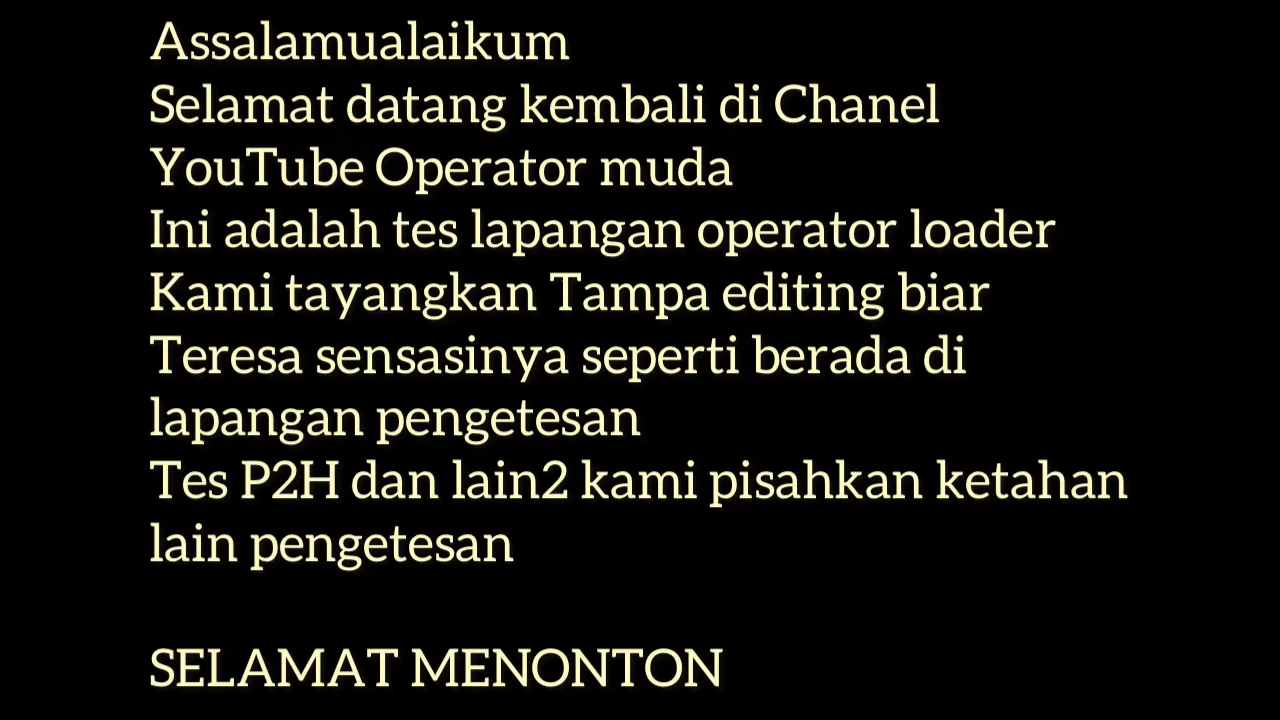 Assalamualaikum
Selamat datang kembali di Chanel
YouTube Operator muda
Ini adalah tes lapangan operator loader
Kami tayangkan Tampa editing biar
Teresa sensasinya seperti berada di
lapangan pengetesan
Tes P2H dan lain2 kami pisahkan ketahan
lain pengetesan
SELAMAT MENONTON